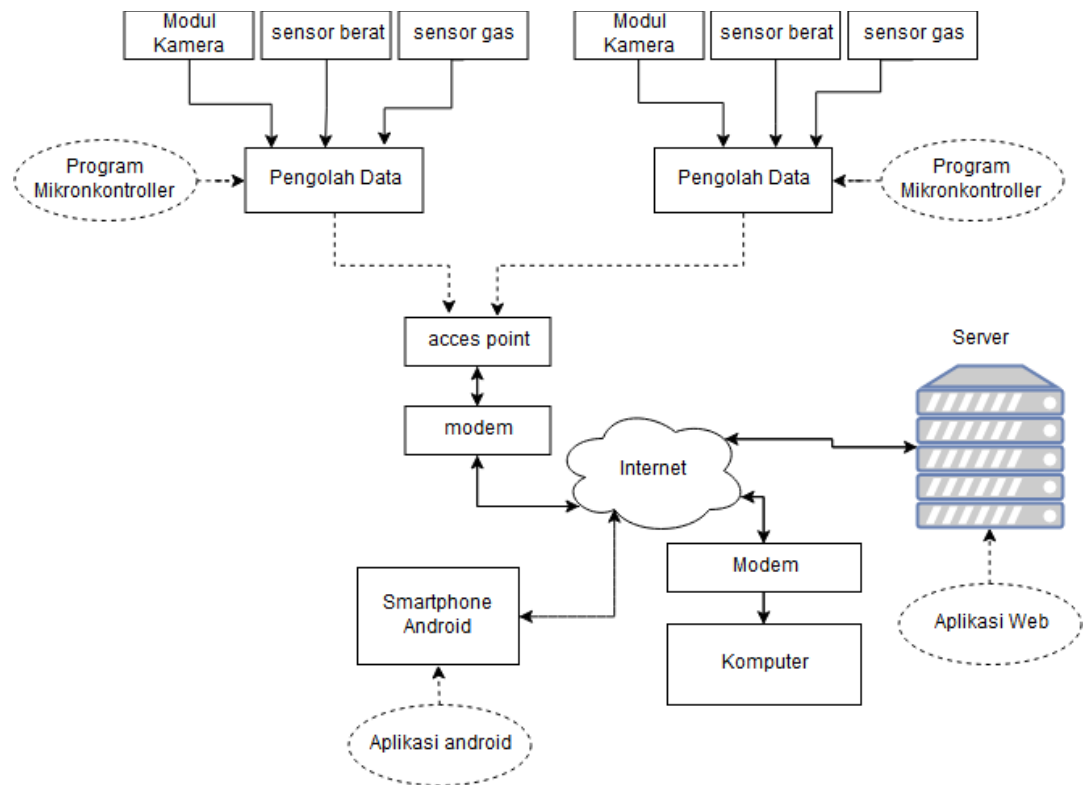 Modul
Kamera
sensor berat
sensor gas
Modul
Kamera
sensor berat
sensor gas
Program
Mikronkontroller
Pengolah Data
Pengolah Data
Program
Mikronkontroller
acces point
Server
modem
Internet
Modem
Smartphone
Android
Aplikasi Web
Komputer
Aplikasi android